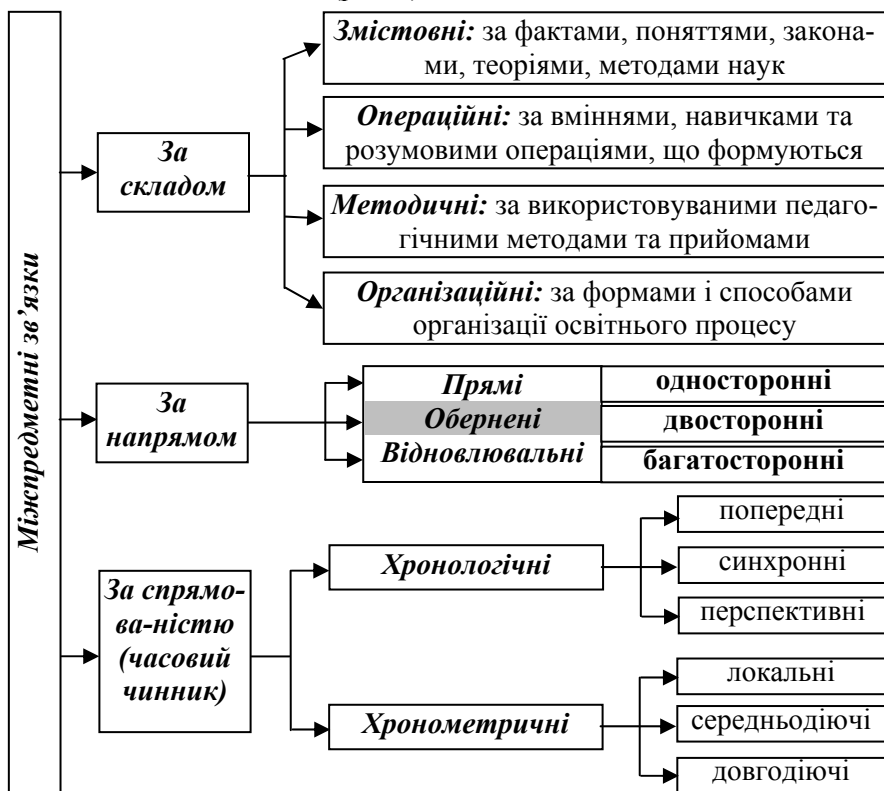 Міжпредметні зв’язки
За
складом
Змістовні: за фактами, поняттями, закона-
ми, теоріями, методами наук
Операційні: за вміннями, навичками та
розумовими операціями, що формуються
Методичні: за використовуваними педаго-
гічними методами та прийомами
Організаційні: за формами і способами
організації освітнього процесу
За
напрямом
Прямі
односторонні
Обернені
двосторонні
Відновлювальні
багатосторонні
За спрямо-
ва-ністю
(часовий
чинник)
Хронологічні
попередні
синхронні
перспективні
Хронометричні
локальні
середньодіючі
довгодіючі